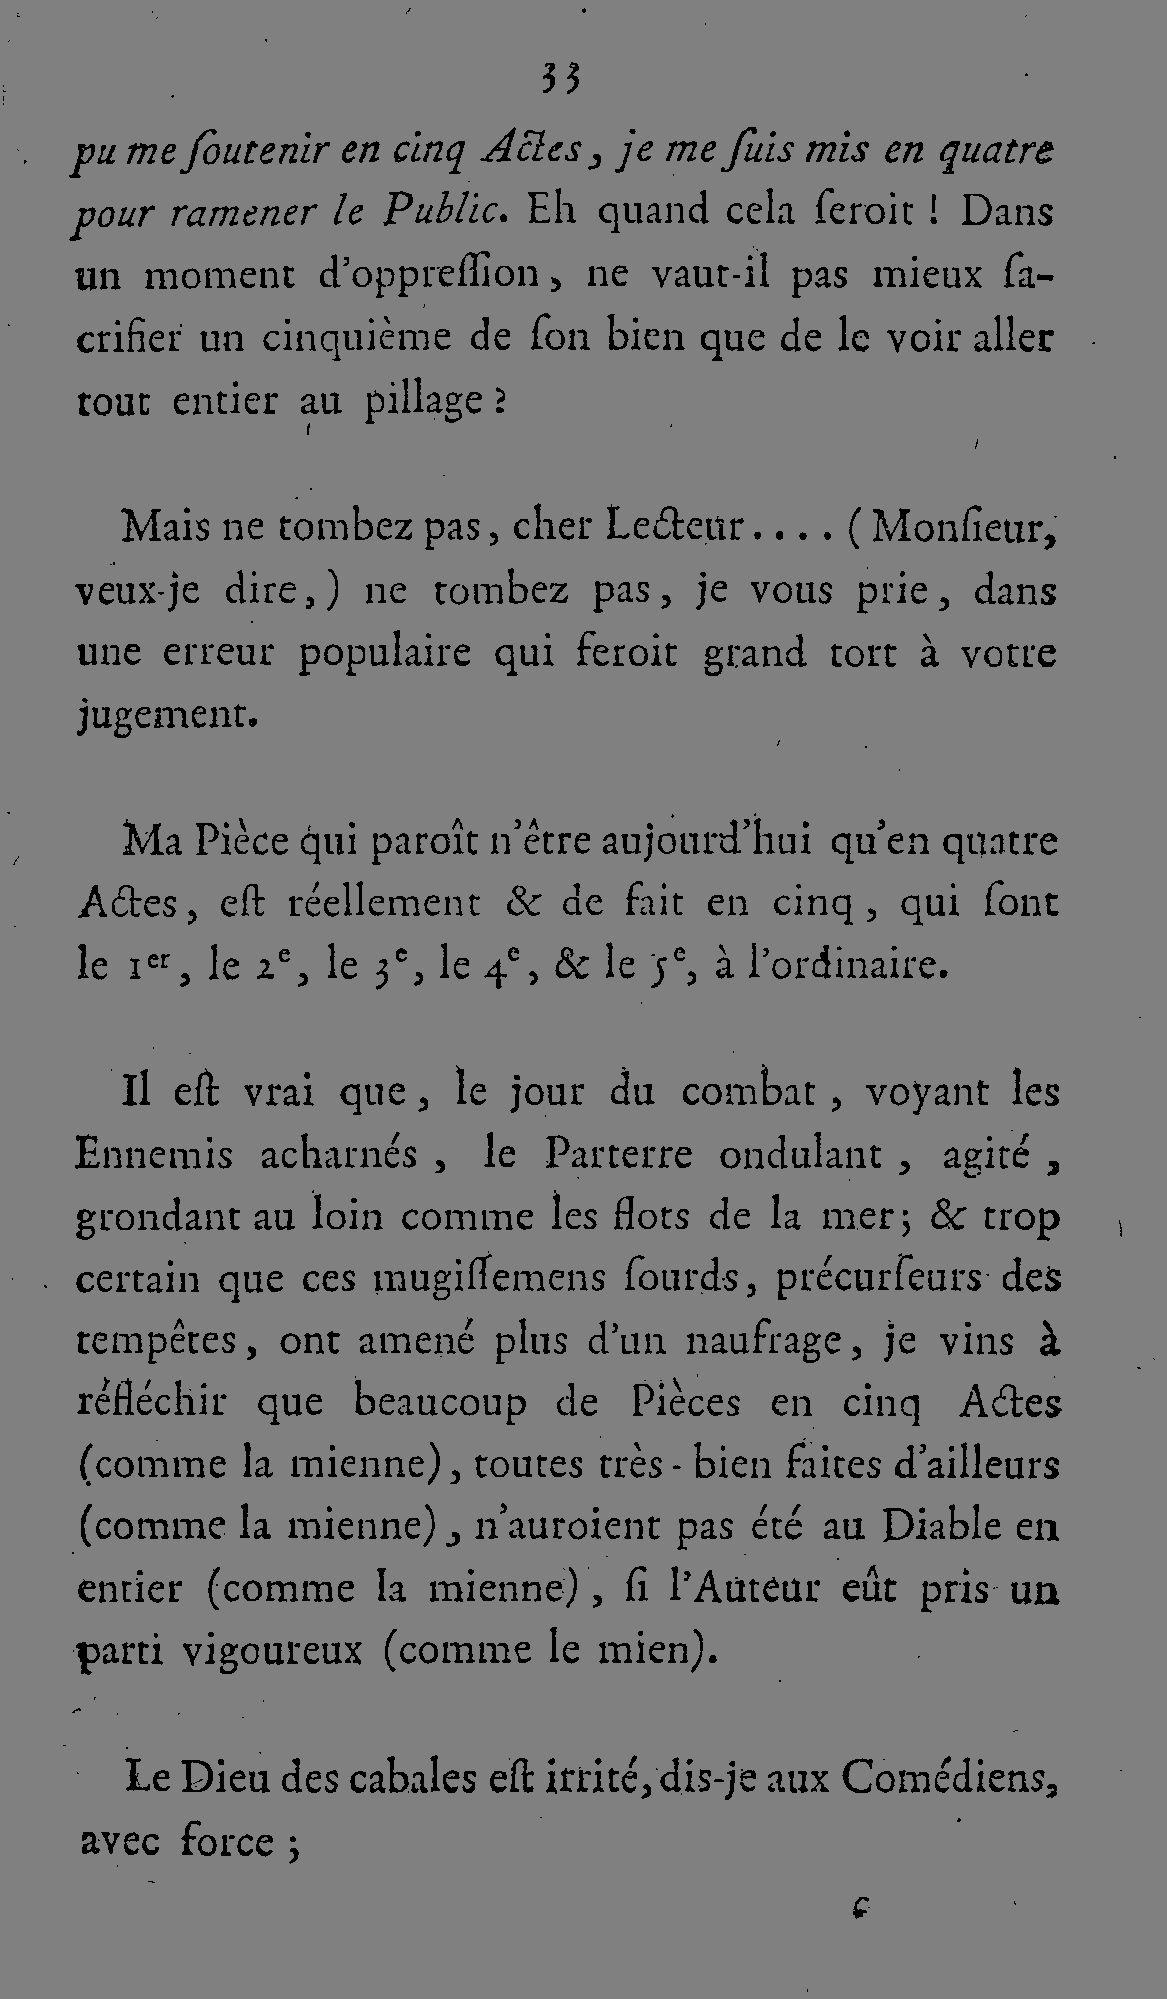 33
pu me ſoutenir en cinq Actes, je me ſuis mis en quatre
pour ramener le Public. Eh quand cela ſeroit ! Dans
un moment d'oppreſſion, ne vaut-il pas mieux ſa-
crifier un cinquième de ſon bien que de le voir aller
tout entier au pillage ?
Mais ne tombez pas, cher Lecteur.... (Monſieur,
veux-je dire,) ne tombez pas, je vous prie, dans
une erreur populaire qui feroit grand tort à votre
jugement.
Ma Pièce qui paroît n'être aujourd'hui qu'en quatre
Actes, eſt réellement & de fait en cinq, qui ſont
le 1er, le 2e, le 3e, le 4e, & le 5e, à l'ordinaire.
Il eſt vrai que, le jour du combat, voyant les
Ennemis acharnés, le Parterre ondulant, agité,
grondant au loin comme les flots de la mer; & trop
certain que ces mugiſſemens ſourds, précurſeurs des
tempêtes, ont amené plus d'un naufrage, je vins à
réfléchir que beaucoup de Pièces en cinq Actes
(comme la mienne), toutes très-bien faites d'ailleurs
(comme la mienne), n'auroient pas été au Diable en
entier (comme la mienne), ſi l'Auteur eût pris un
parti vigoureux (comme le mien).
Le Dieu des cabales eſt irrité, dis-je aux Comédiens,
avec force ;
c